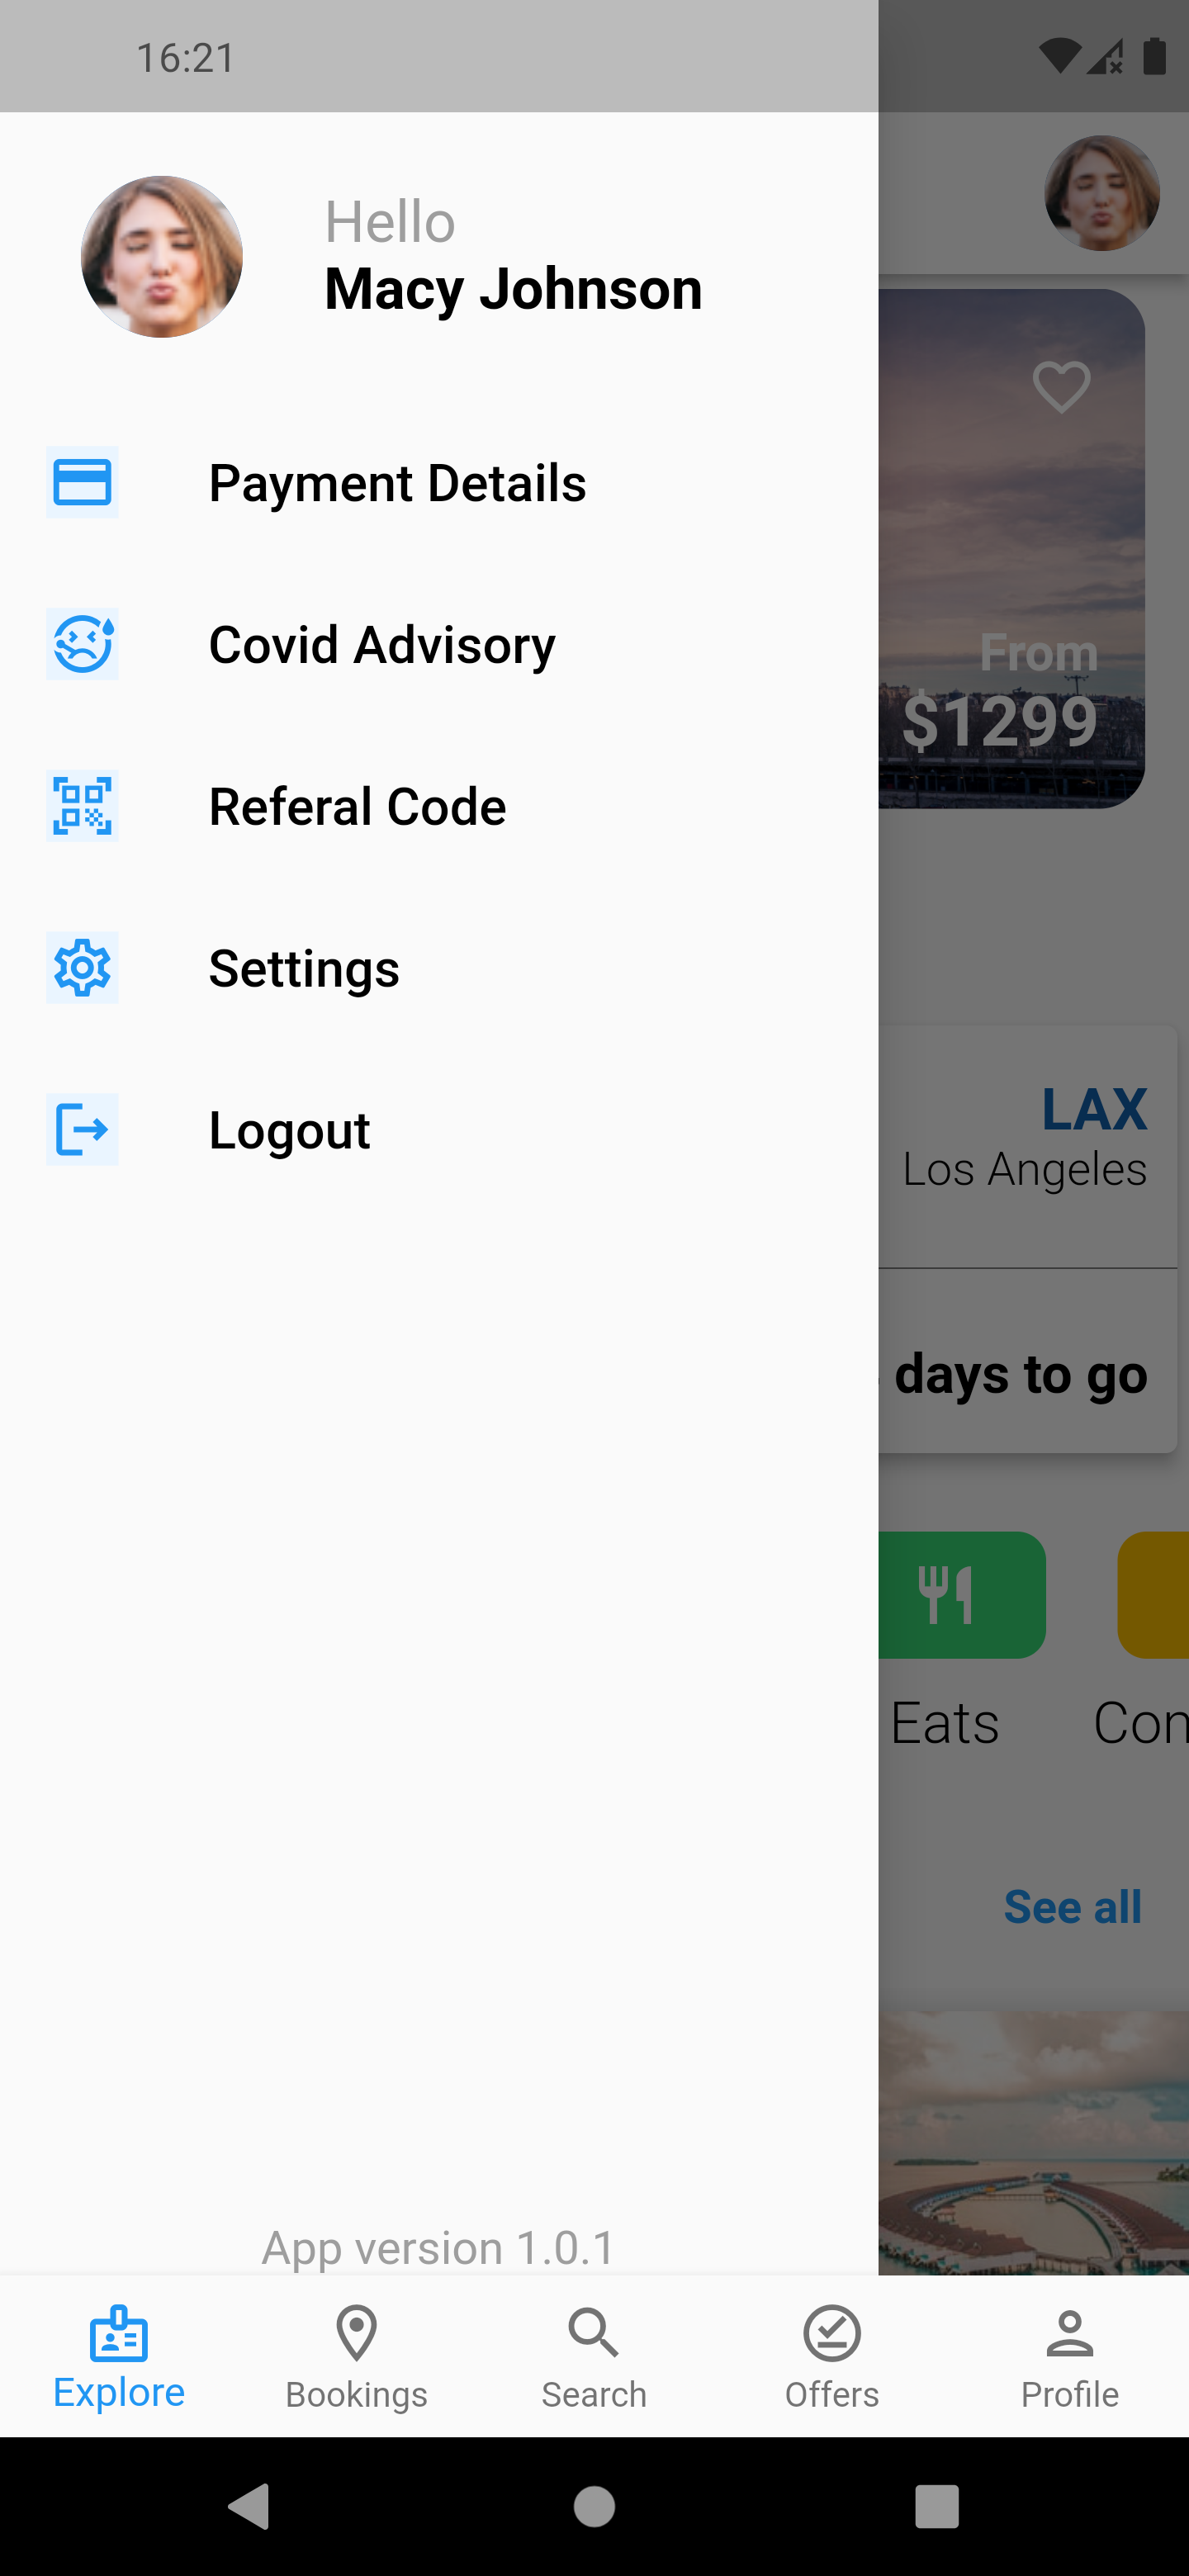 16:21
Hello
Macy Johnson
Payment Details
Covid Advisory
Referal Code
Settings
Logout
App version 1.0.1
From
$1299
LAX
Los Angeles
days to go
Eats
Con
See all
Explore
Bookings
Search
Offers
Profile